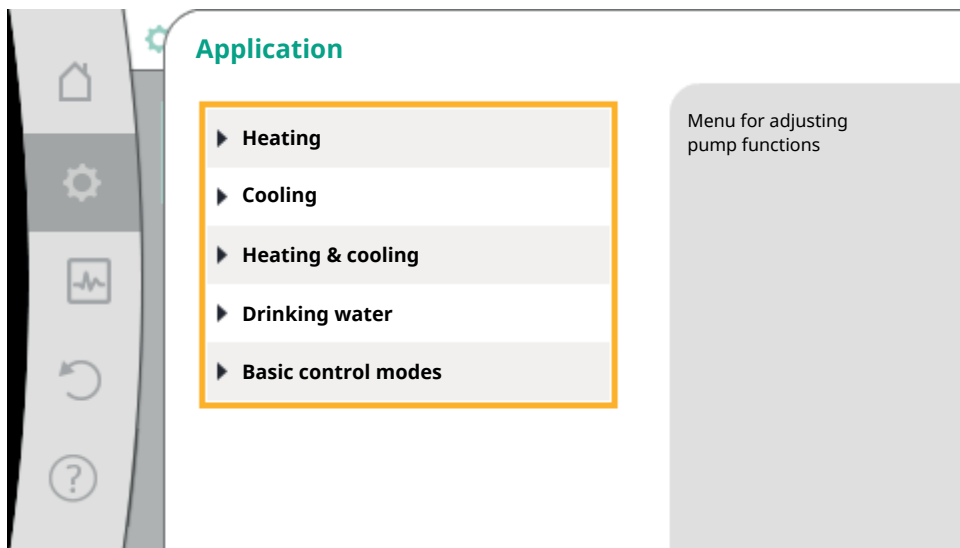 Application
Heating
Cooling
Heating & cooling
Drinking water
Basic control modes
Menu for adjusting
pump functions
?